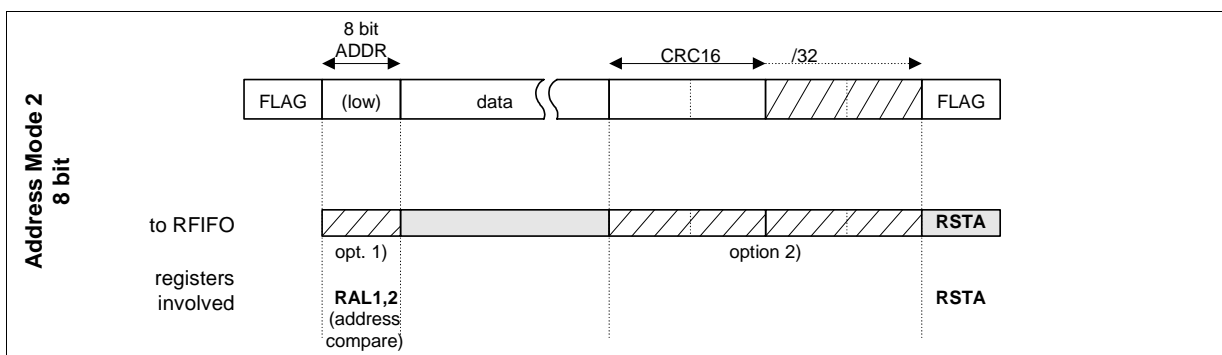 8 bit
ADDR
CRC16 /32
FLAG (low) data FLAG
Address Mode 2
8 bit
to RFIFO RSTA
opt. 1) option 2)
registers
involved
RAL1,2 RSTA
(address
compare)